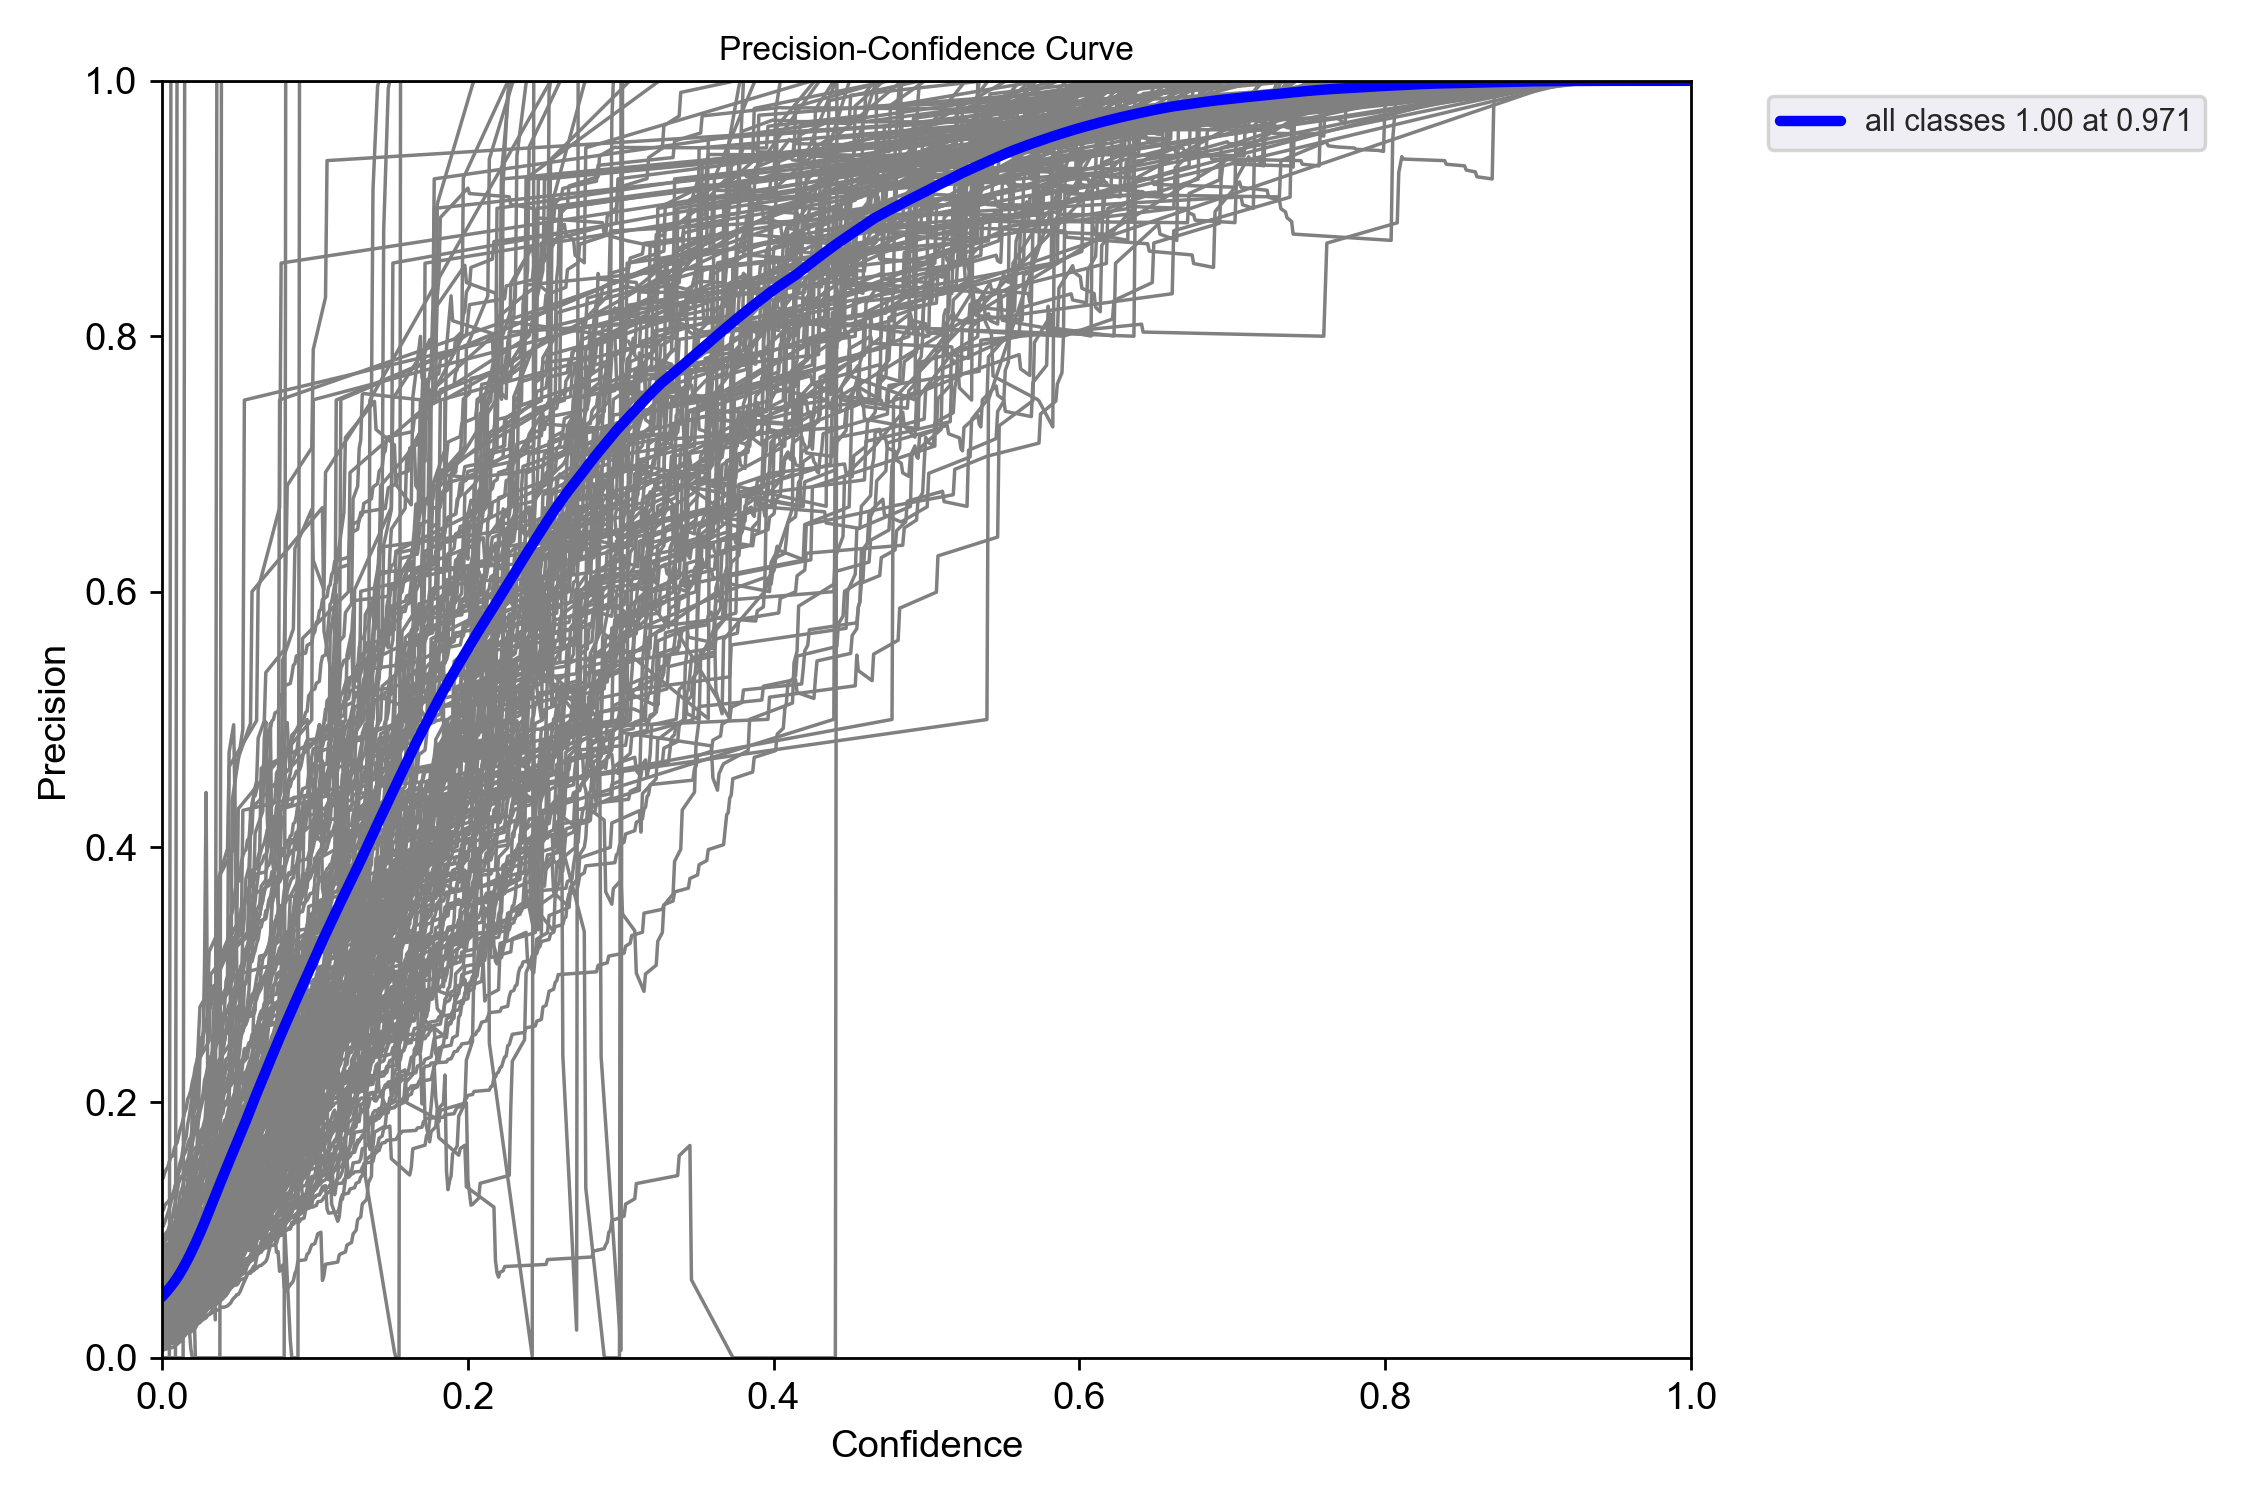 Precision-Confidence Curve
all classes 1.00 at 0.971
1.0
0.8
0.6
0.4
0.2
0.0
Precision
0.0 0.2 0.4 0.6 0.8 1.0
Confidence